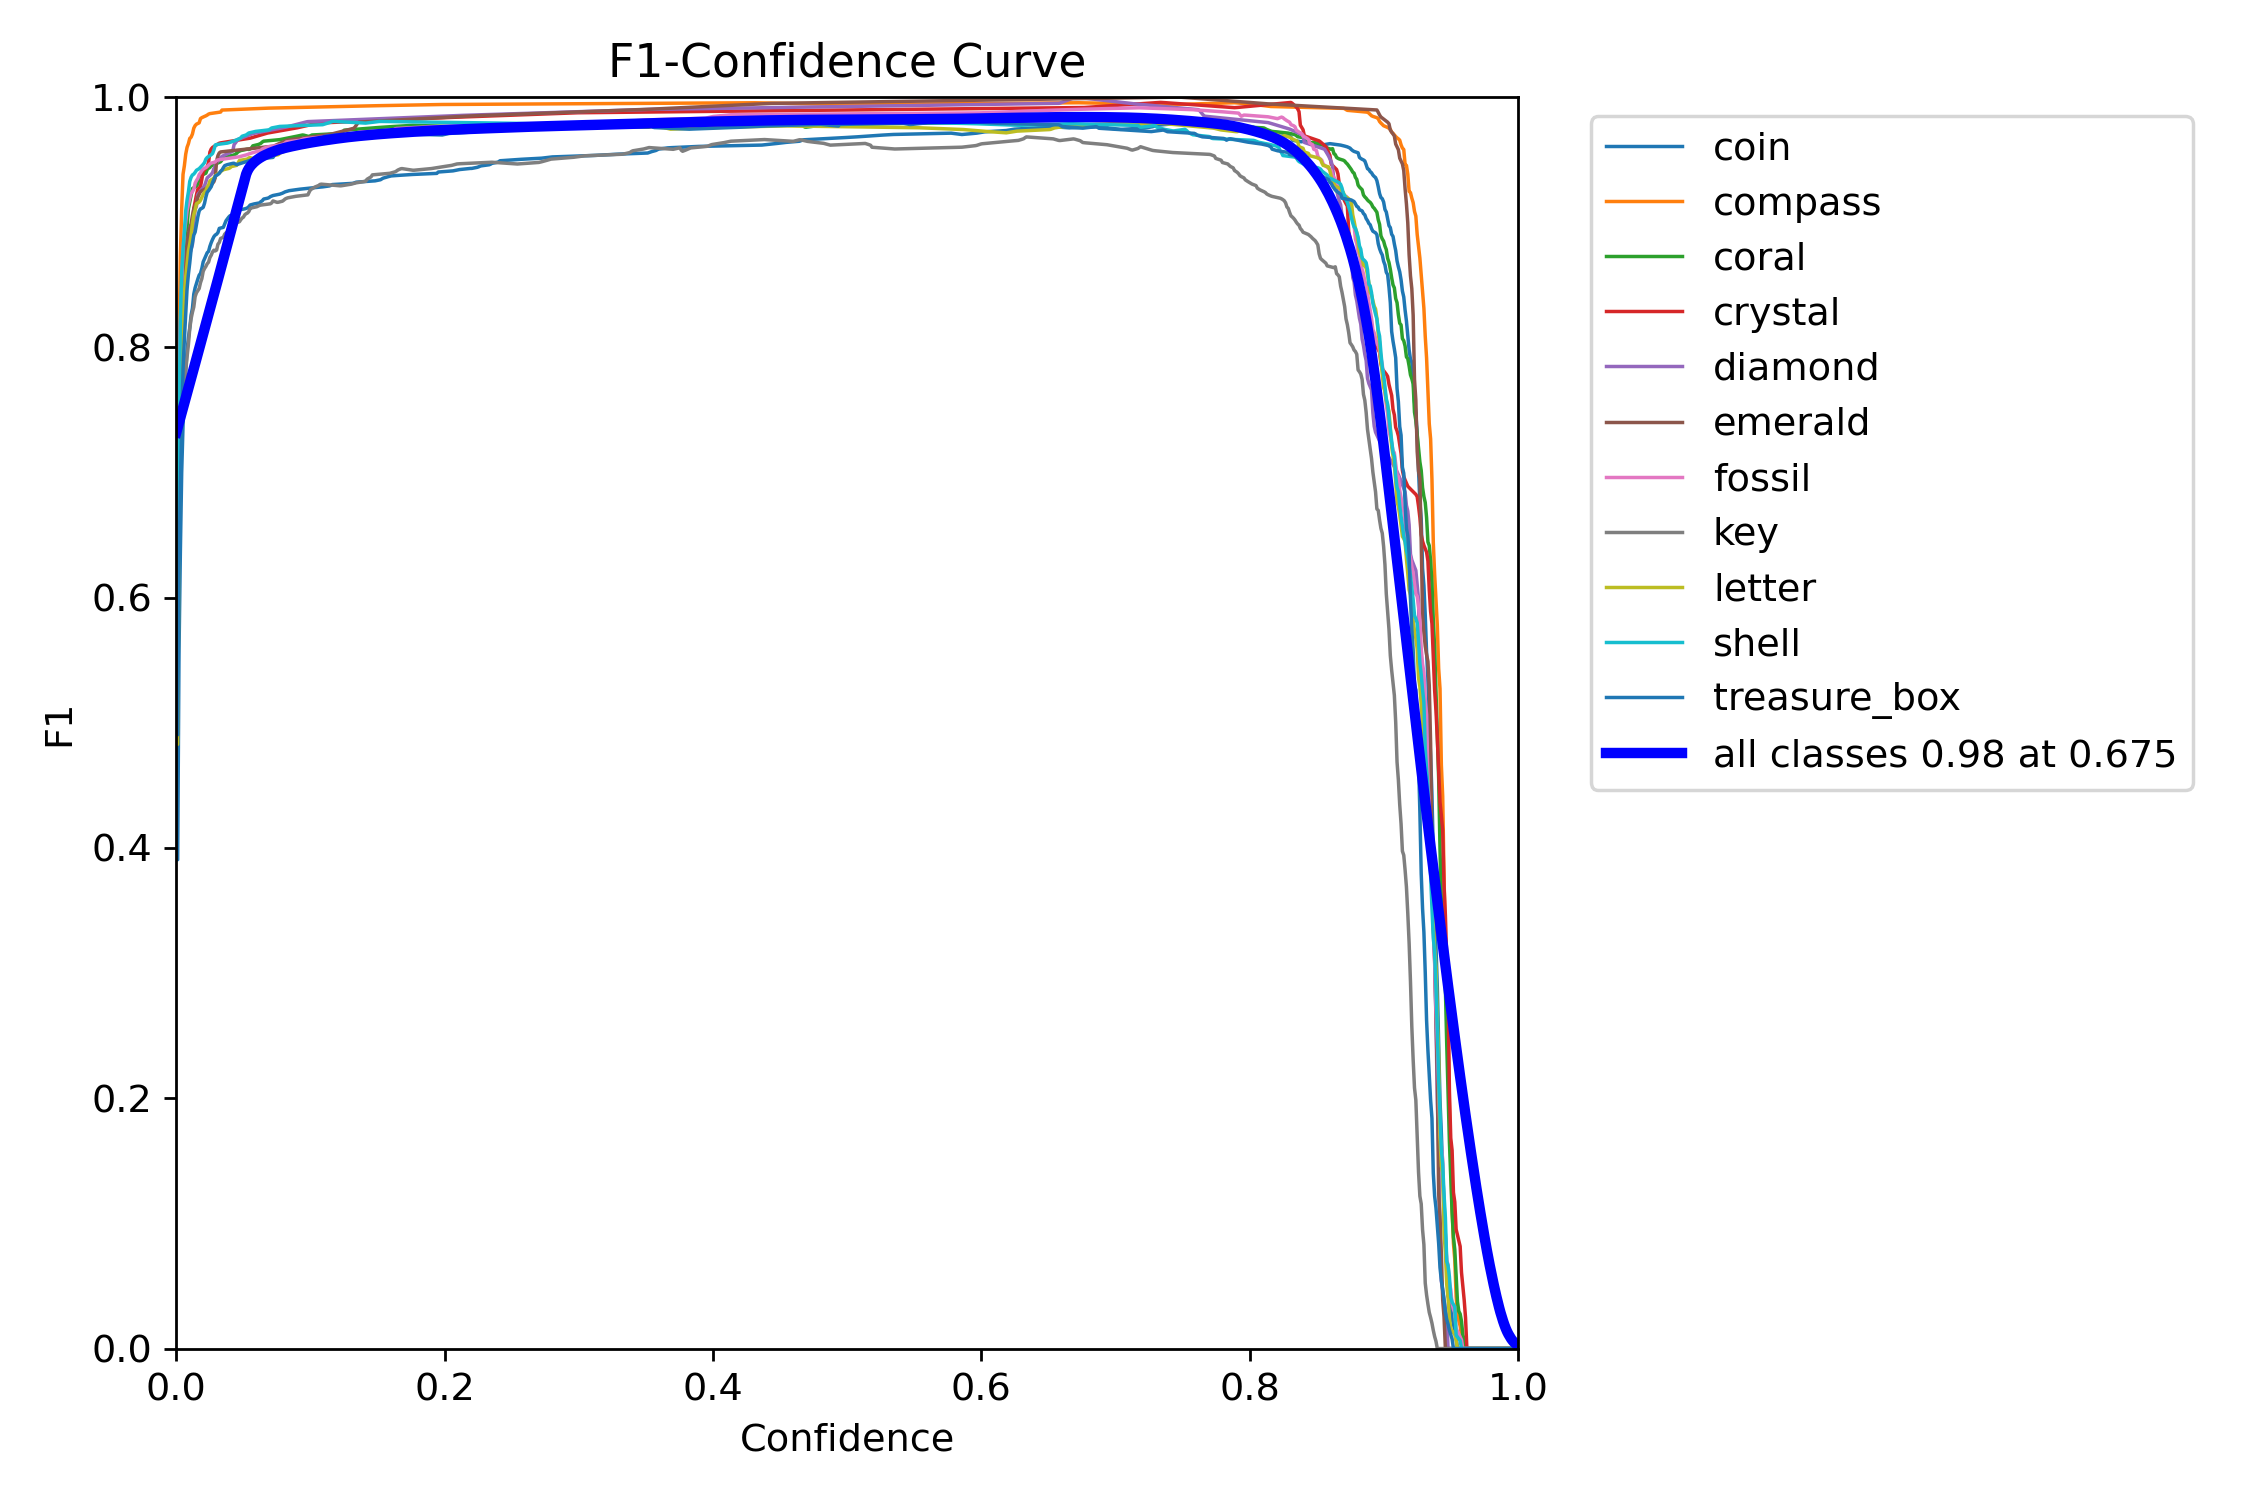 F1-Confidence Curve
1.0
0.8
0.6
0.4
0.2
0.0
F1
0.0 0.2 0.4 0.6 0.8 1.0
Confidence
coin
compass
coral
crystal
diamond
emerald
fossil
key
letter
shell
treasure_box
all classes 0.98 at 0.675